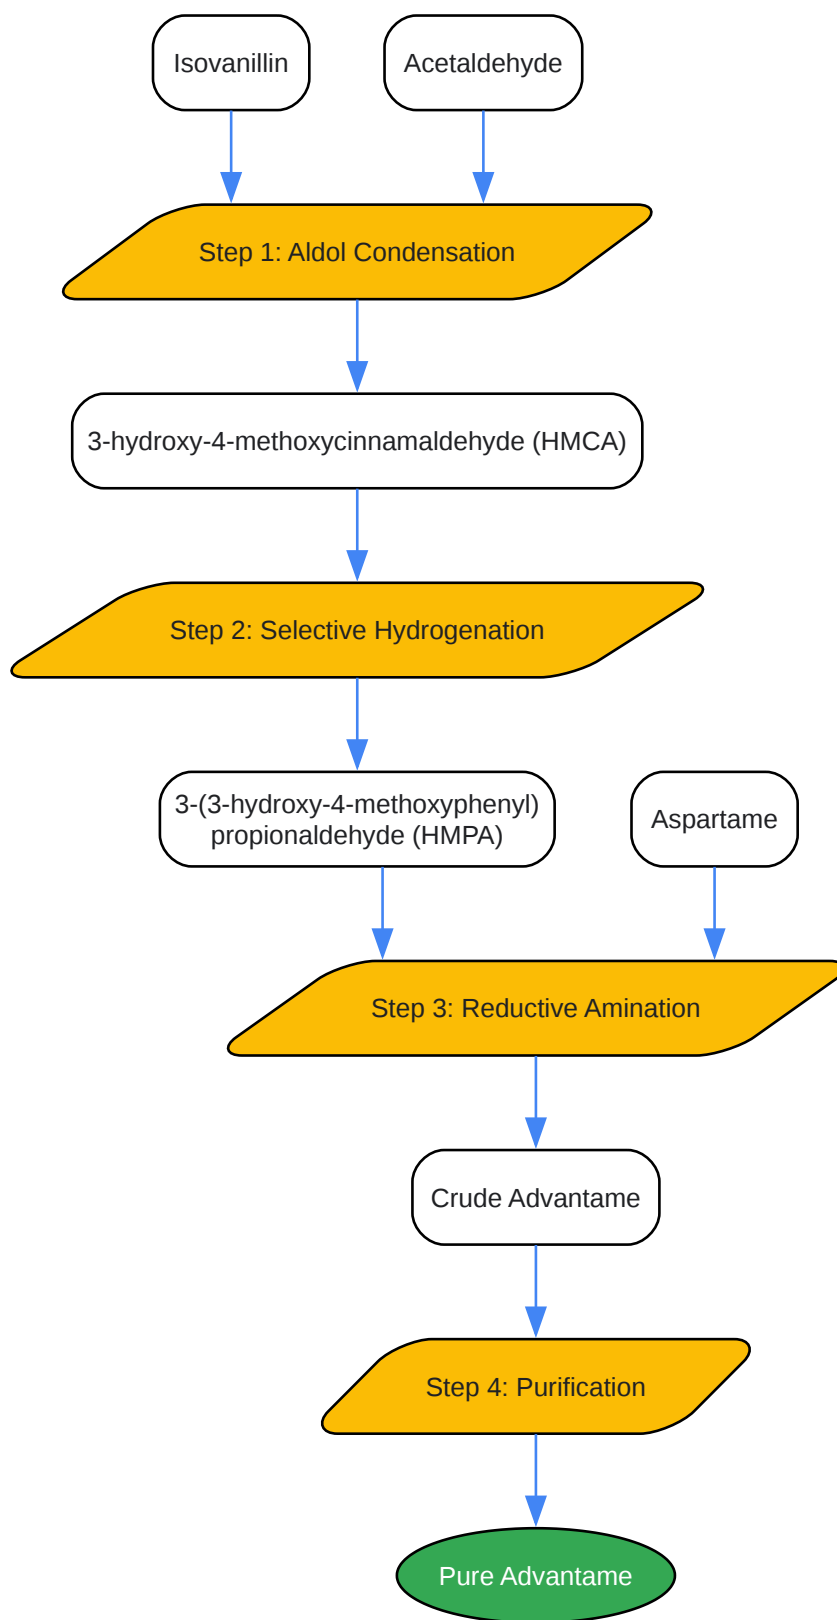 Isovanillin
Acetaldehyde
Step 1: Aldol Condensation
3-hydroxy-4-methoxycinnamaldehyde (HMCA)
Step 2: Selective Hydrogenation
3-(3-hydroxy-4-methoxyphenyl)
propionaldehyde (HMPA)
Aspartame
Step 3: Reductive Amination
Crude Advantame
Step 4: Purification
Pure Advantame